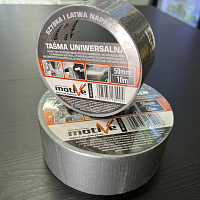 SZYBKA I ŁATWA NAPRAWA
TAŚMA UNIWERSALNA
50mm
10m
motive
motive